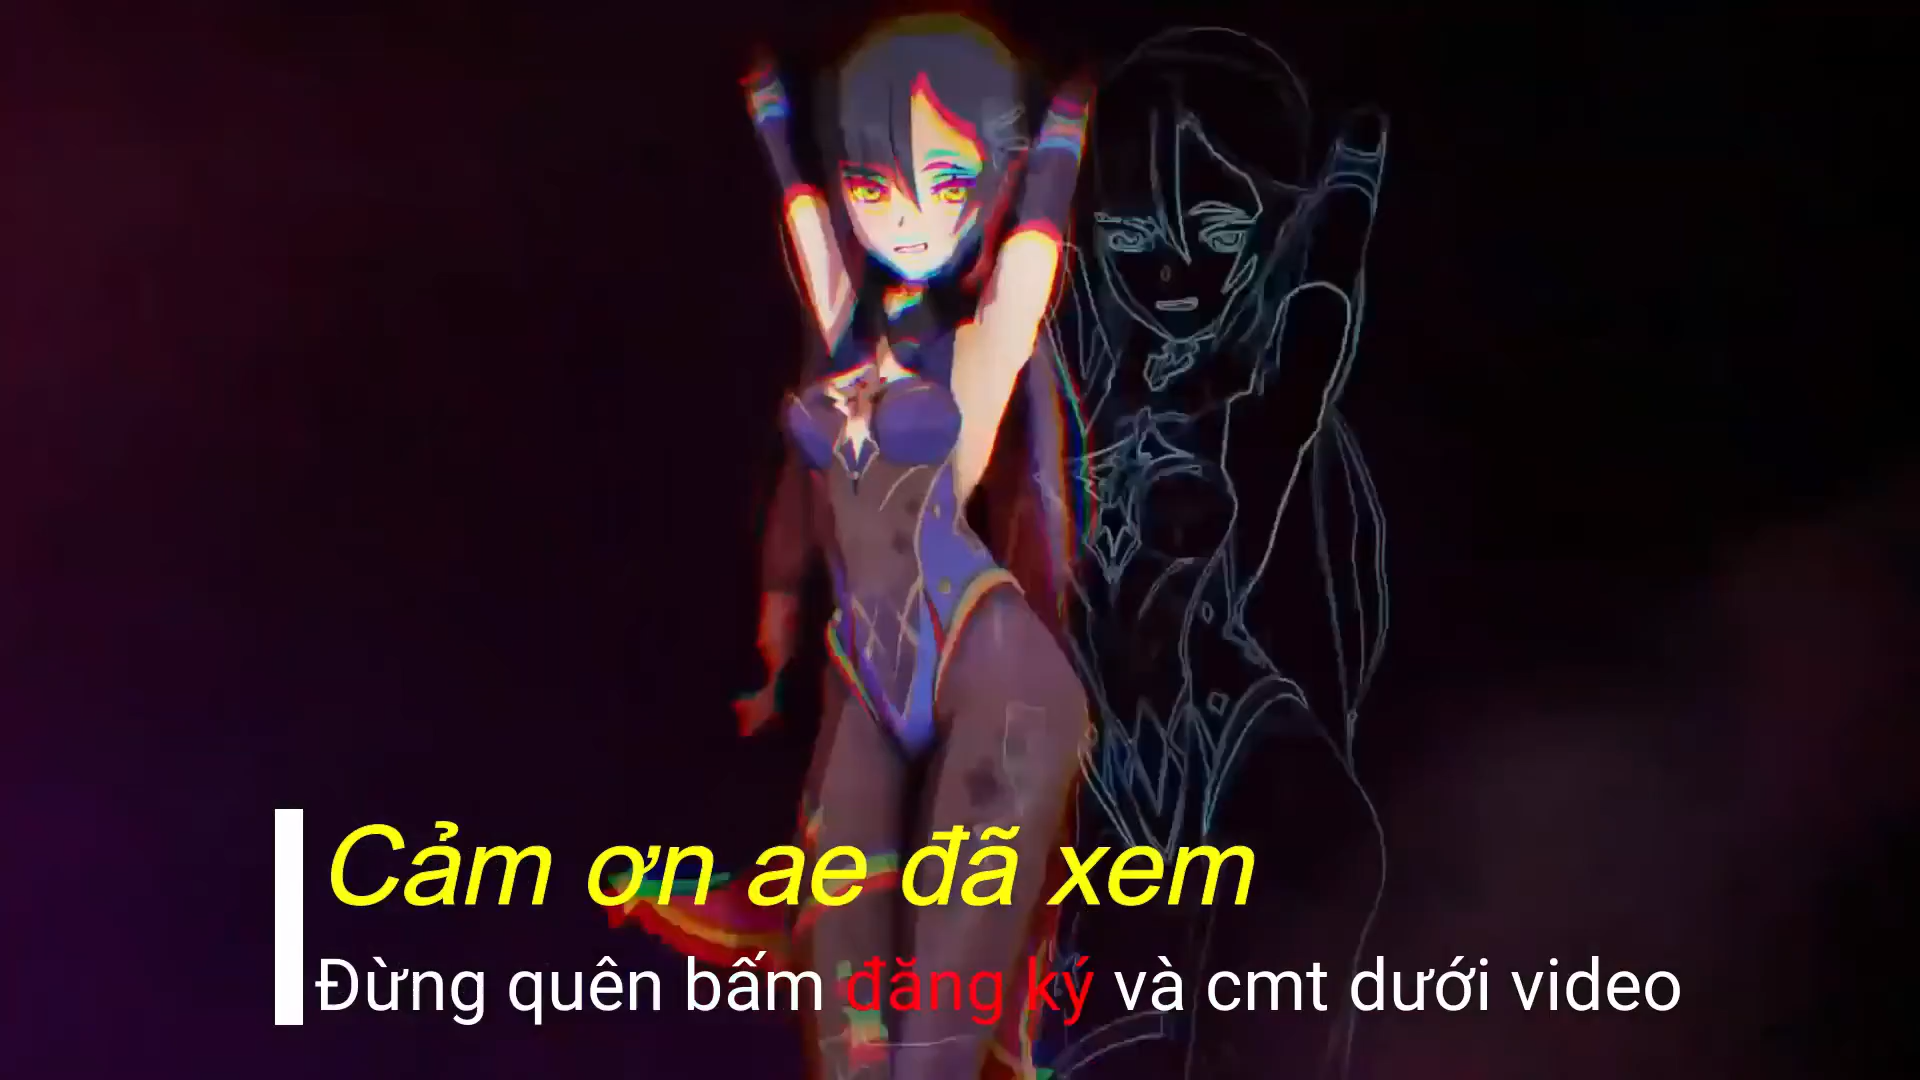 Cảm ơn ae đã xem
Đừng quên bấm đăng ký và cmt dưới video